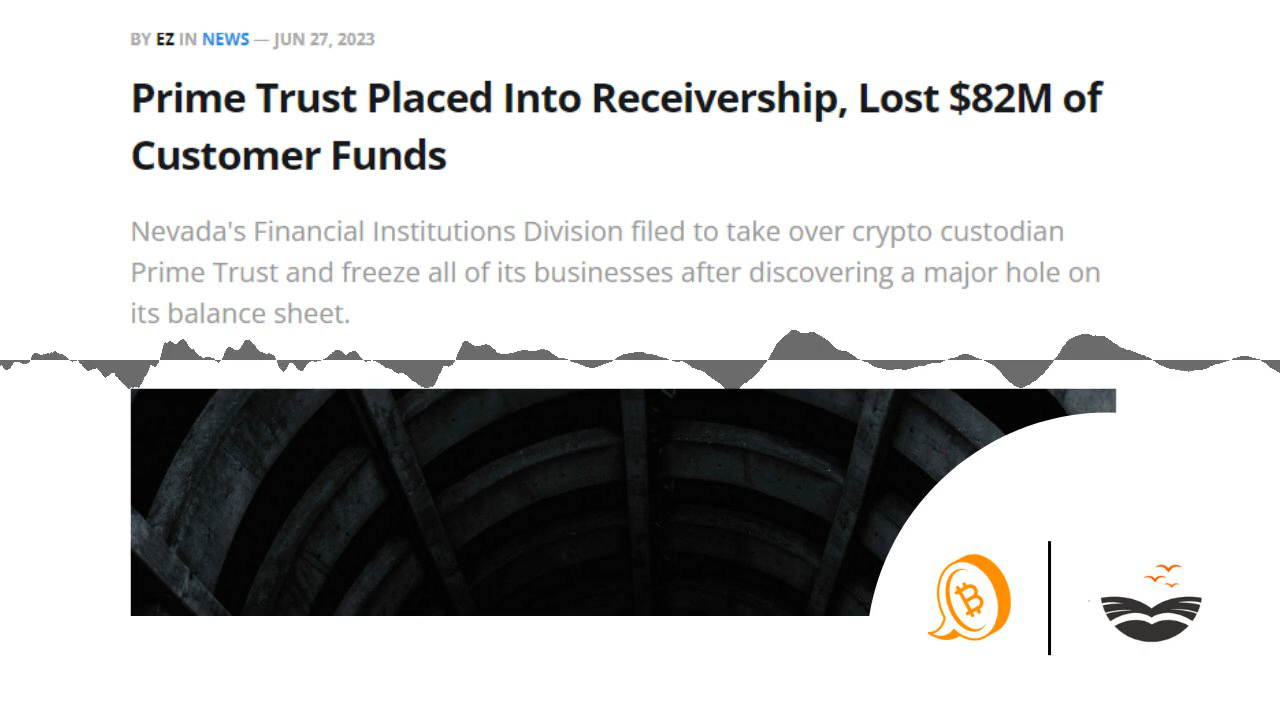 BY EZ IN NEWS — JUN 27, 2023
Prime Trust Placed Into Receivership, Lost $82M of
Customer Funds
Nevada's Financial Institutions Division filed to take over crypto custodian
Prime Trust and freeze all of its businesses after discovering a major hole on
its balance sheet.